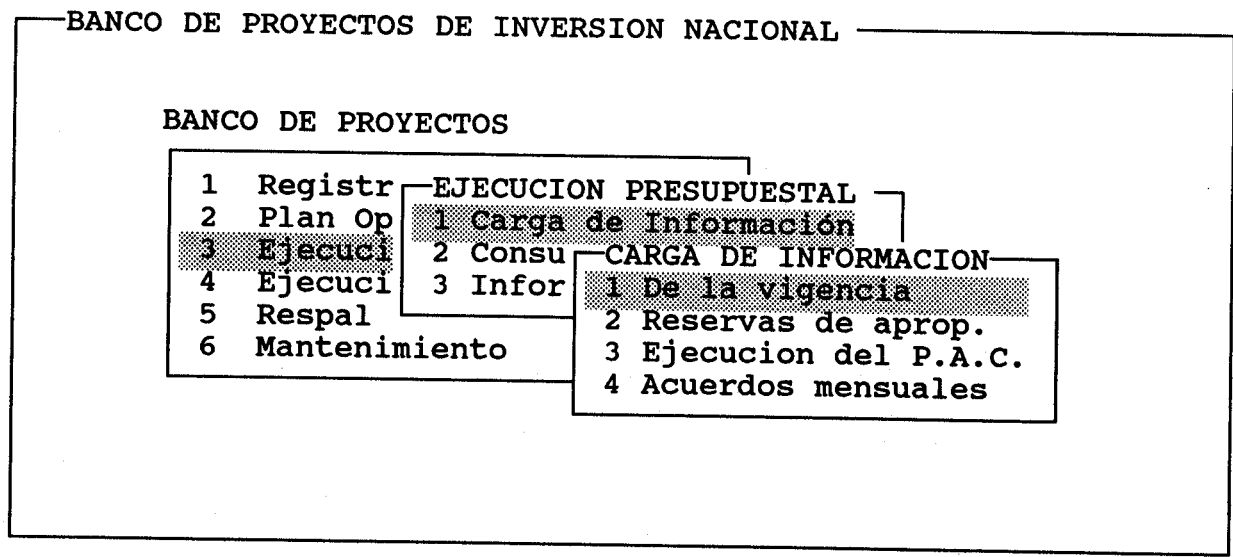 BANCO DE PROYECTOS DE INVERSION NACIONAL
BANCO DE PROYECTOS
1 Registr
2 Plan Op
3 Ejecuci
4 Ejecuci
5 Respal
6 Mantenimiento
EJECUCION PRESUPUESTAL
1 Carga de Información
2 Consu
3 Infor
CARGA DE INFORMACION
1 De la vigencia
2 Reservas de aprop.
3 Ejecucion del P.A.C.
4 Acuerdos mensuales